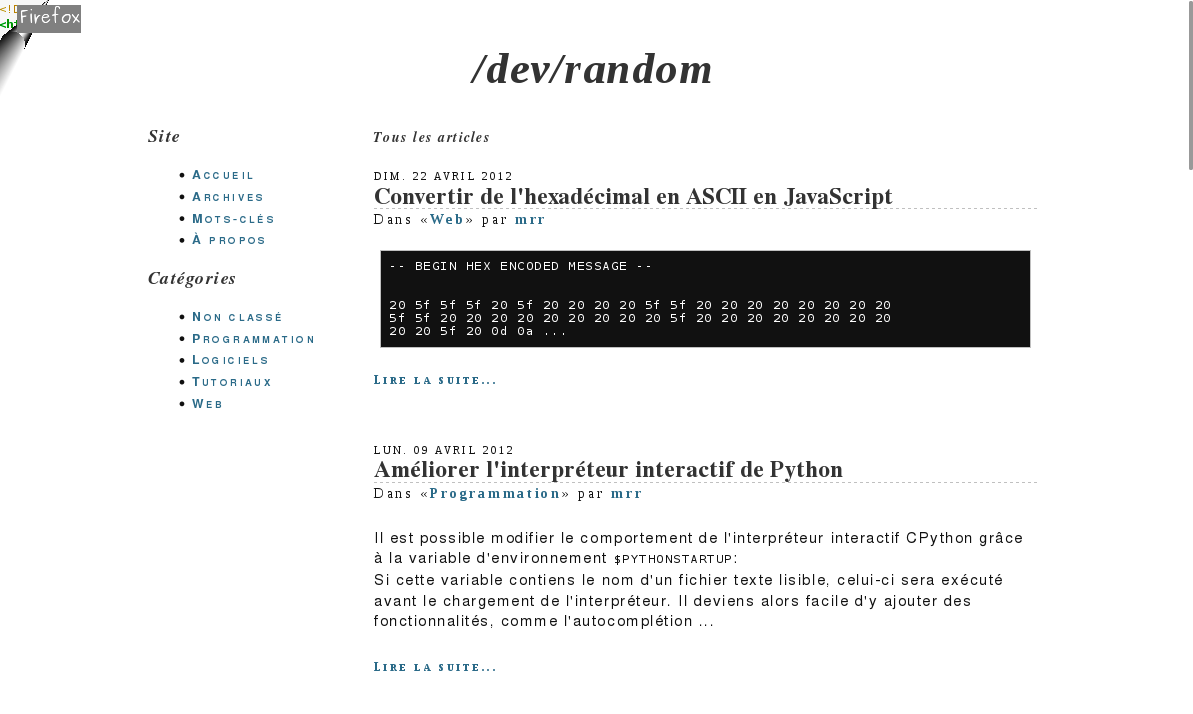 <!D
<ht
Firefox
/dev/random
Site
Accueil
Archives
Mots-clés
À propos
Catégories
Non classé
Programmation
Logiciels
Tutoriaux
Web
Tous les articles
DIM. 22 AVRIL 2012
Convertir de l'hexadécimal en ASCII en JavaScript
Dans «Web» par mrr
-- BEGIN HEX ENCODED MESSAGE --
20 5f 5f 5f 20 5f 20 20 20 20 5f 5f 20 20 20 20 20 20 20 20
5f 5f 20 20 20 20 20 20 20 20 20 5f 20 20 20 20 20 20 20 20
20 20 5f 20 0d 0a ...
Lire la suite...
LUN. 09 AVRIL 2012
Améliorer l'interpréteur interactif de Python
Dans «Programmation» par mrr
Il est possible modifier le comportement de l'interpréteur interactif CPython grâce
à la variable d'environnement $PYTHONSTARTUP:
Si cette variable contiens le nom d'un fichier texte lisible, celui-ci sera exécuté
avant le chargement de l'interpréteur. Il deviens alors facile d'y ajouter des
fonctionnalités, comme l'autocomplétion ...
Lire la suite...